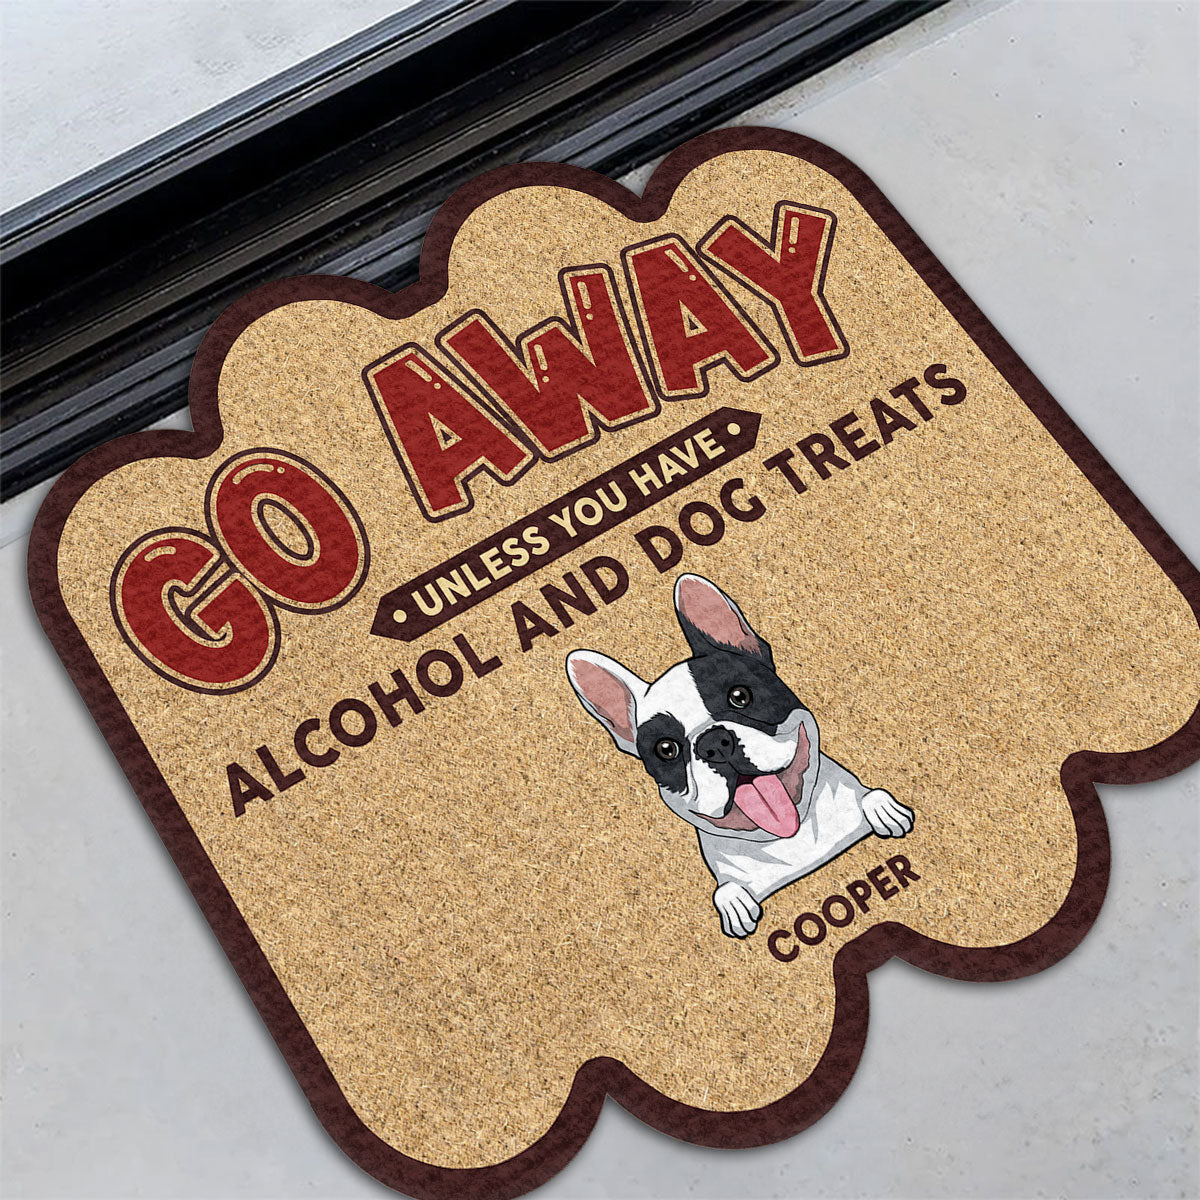 GO AWAY
• UNLESS YOU HAVE •
ALCOHOL AND DOG TREATS
COOPER